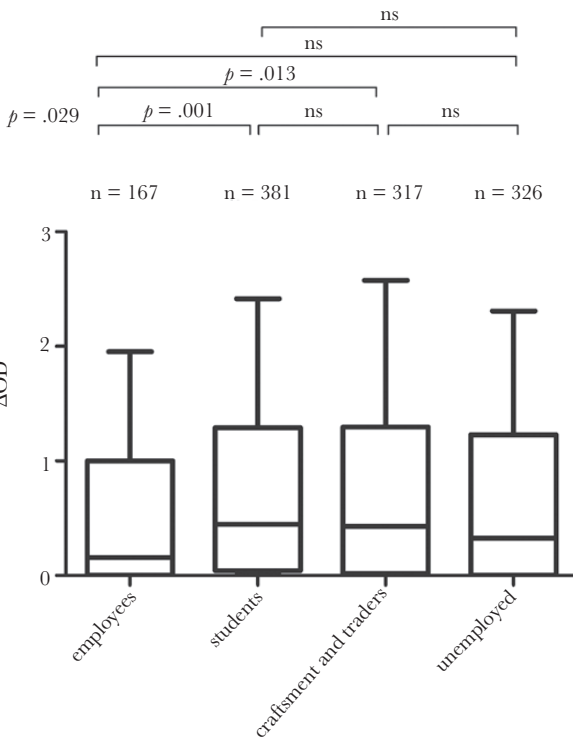 ns
ns
p = .013
p = .029 p = .001 ns ns
n = 167 n = 381 n = 317 n = 326
3
2
1
0
ΔOD
employees
students
craftsment and traders
unemployed